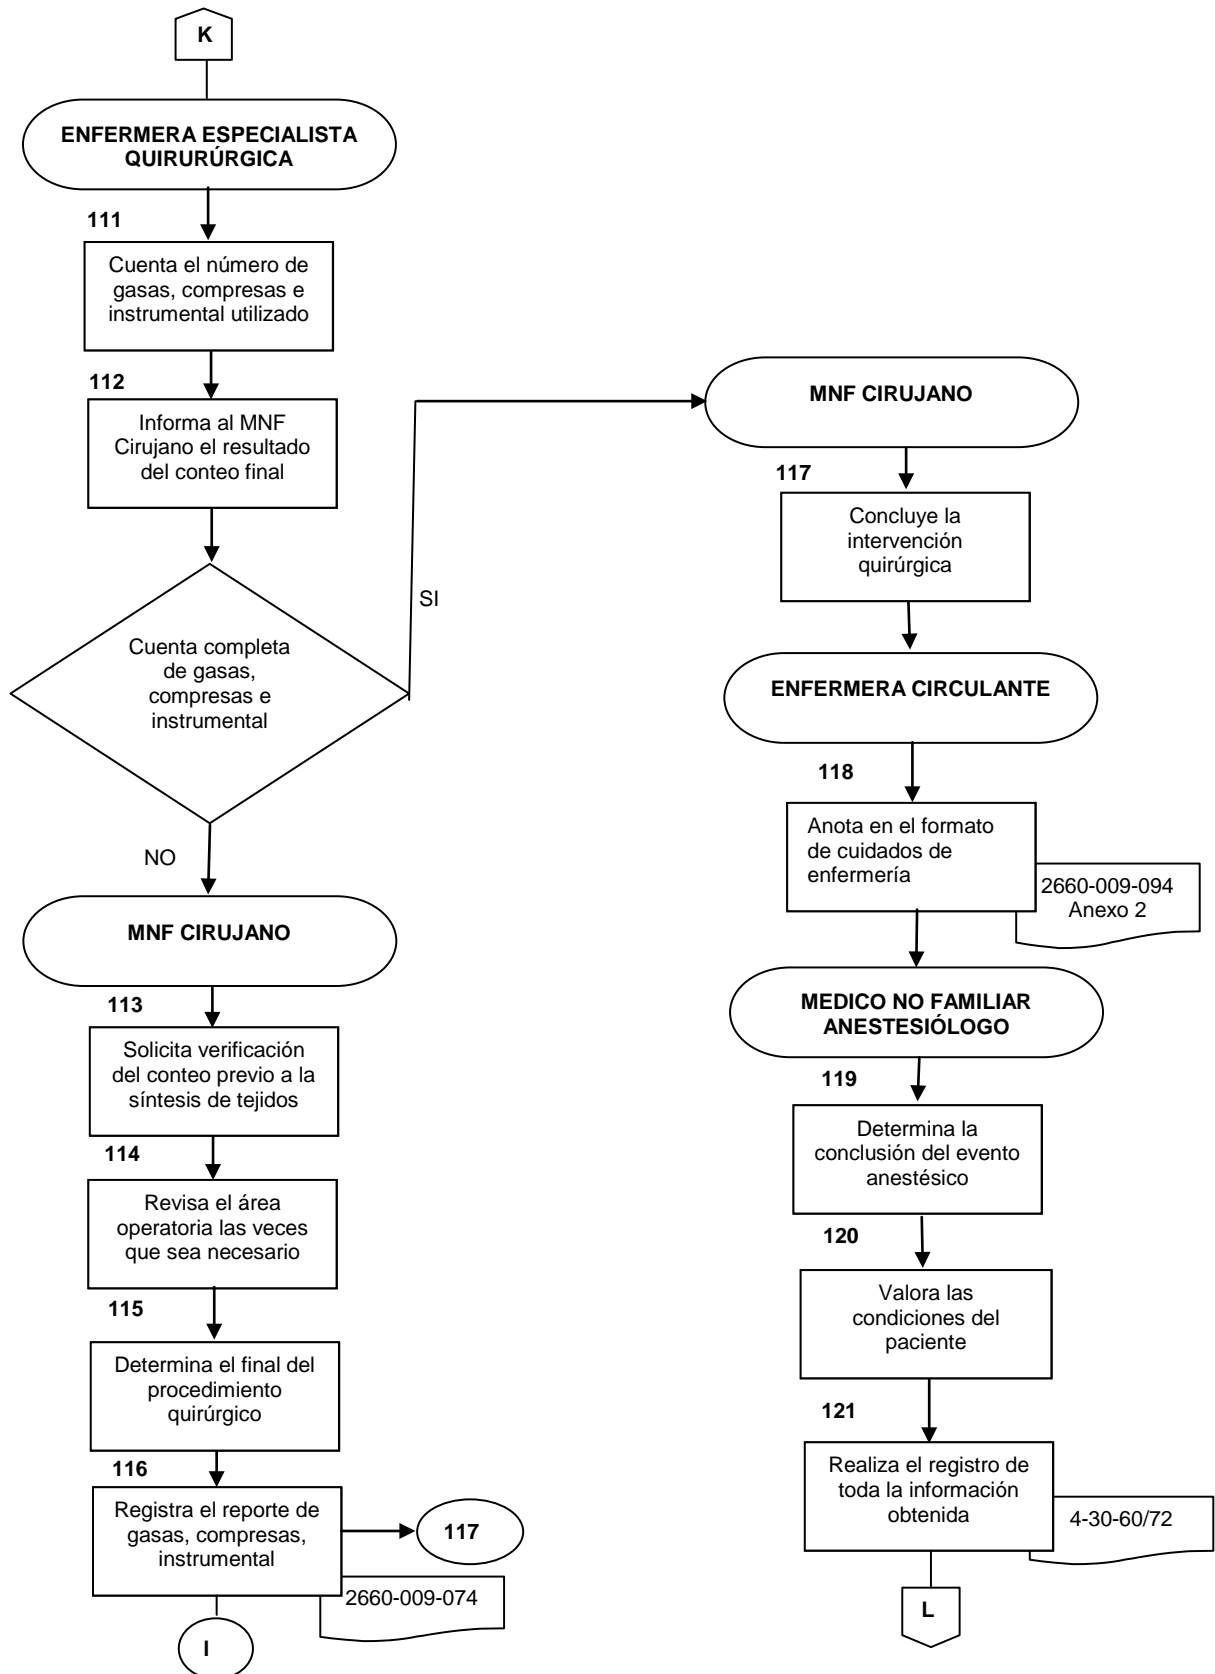 K
ENFERMERA ESPECIALISTA
QUIRURÚRGICA
111
Cuenta el número de
gasas, compresas e
instrumental utilizado
112
Informa al MNF
Cirujano el resultado
del conteo final
Cuenta completa
de gasas,
compresas e
instrumental
SI
NO
MNF CIRUJANO
113
Solicita verificación
del conteo previo a la
síntesis de tejidos
114
Revisa el área
operatoria las veces
que sea necesario
115
Determina el final del
procedimiento
quirúrgico
116
Registra el reporte de
gasas, compresas,
instrumental
117
2660-009-074
I
MNF CIRUJANO
117
Concluye la
intervención
quirúrgica
ENFERMERA CIRCULANTE
118
Anota en el formato
de cuidados de
enfermería
2660-009-094
Anexo 2
MEDICO NO FAMILIAR
ANESTESIÓLOGO
119
Determina la
conclusión del evento
anestésico
120
Valora las
condiciones del
paciente
121
Realiza el registro de
toda la información
obtenida
4-30-60/72
L